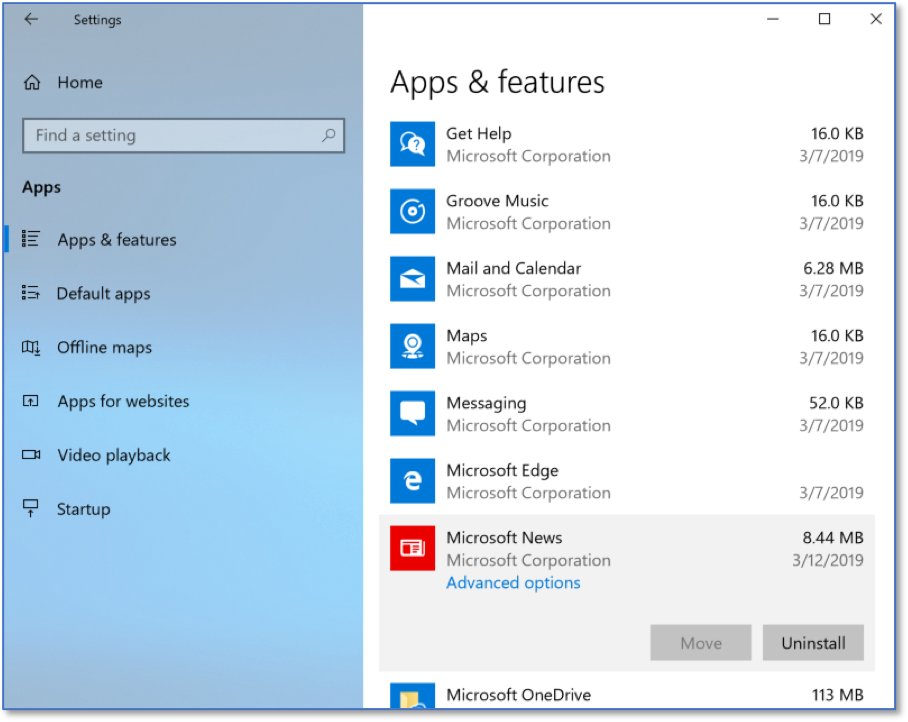 Settings
Home
Find a setting
Apps
Apps & features
Default apps
Offline maps
Apps for websites
Video playback
Startup
Apps & features
Get Help 16.0 KB
Microsoft Corporation 3/7/2019
Groove Music 16.0 KB
Microsoft Corporation 3/7/2019
Mail and Calendar 6.28 MB
Microsoft Corporation 3/7/2019
Maps 16.0 KB
Microsoft Corporation 3/7/2019
Messaging 52.0 KB
Microsoft Corporation 3/7/2019
Microsoft Edge
Microsoft Corporation 3/7/2019
Microsoft News 8.44 MB
Microsoft Corporation 3/12/2019
Advanced options
Move Uninstall
Microsoft OneDrive 113 MB